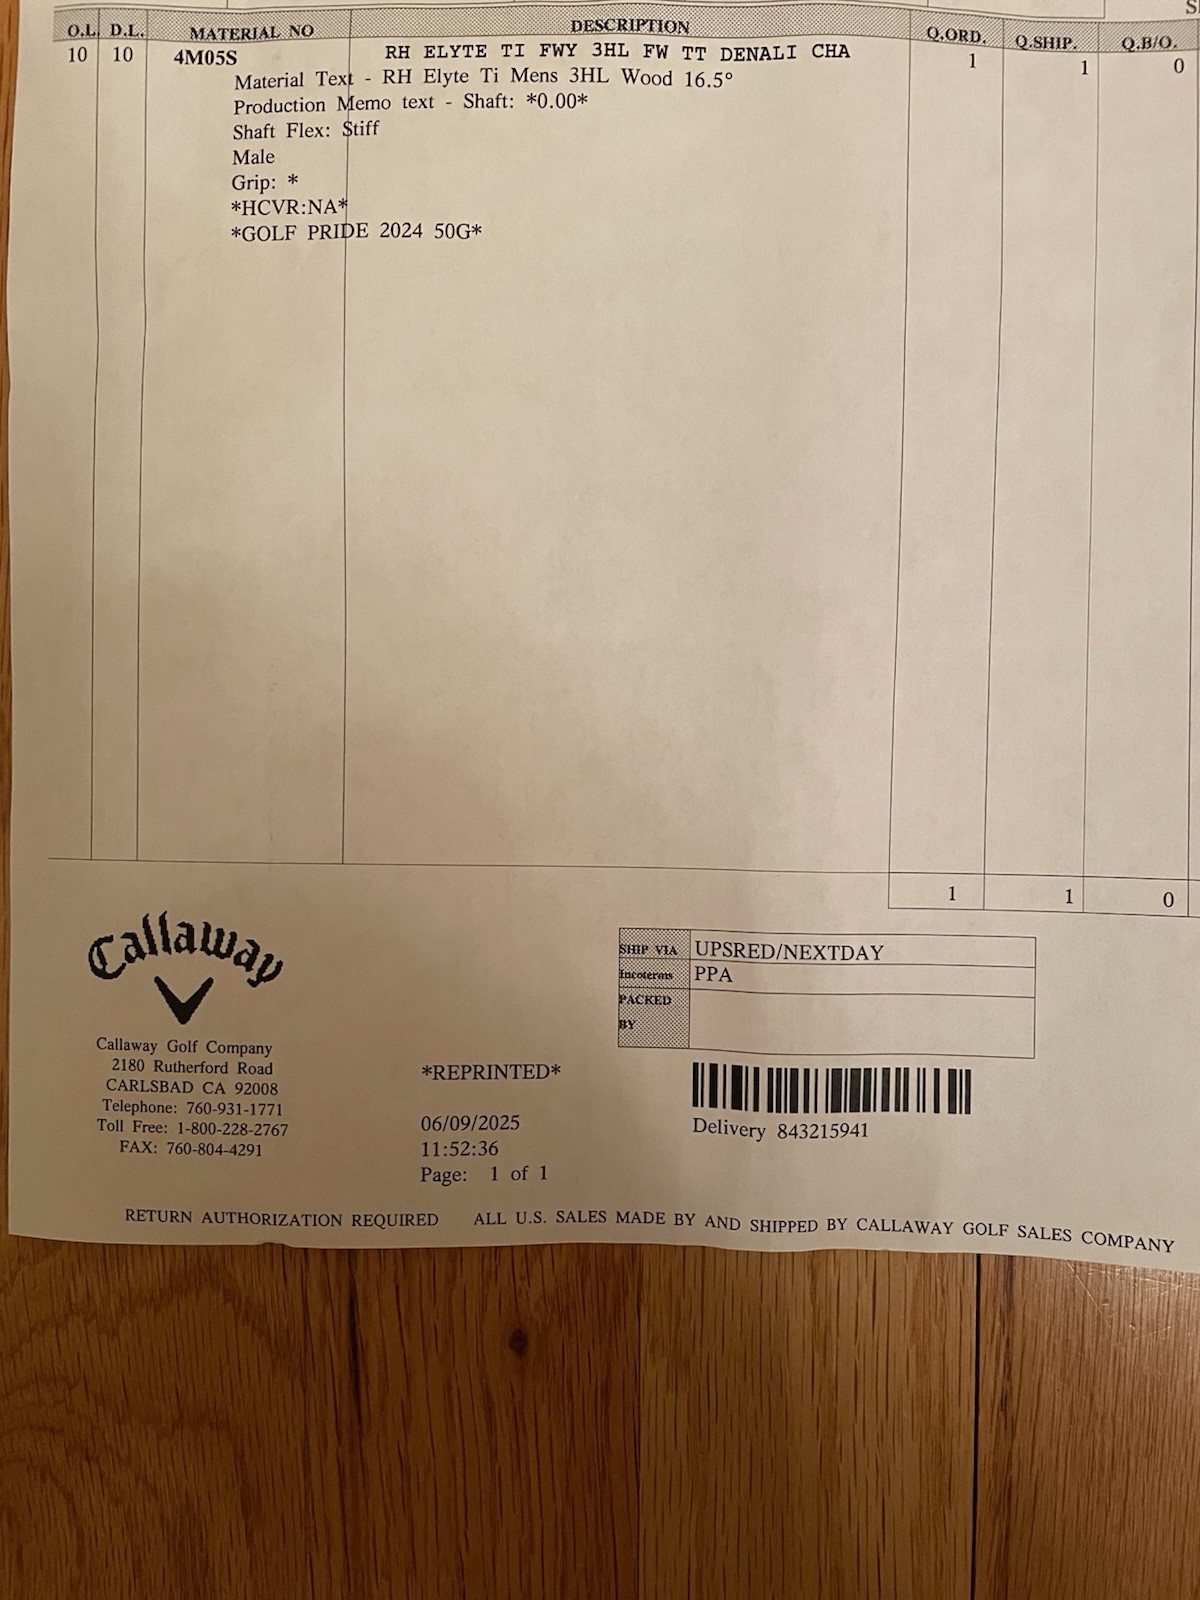 S
O.L. D.L. MATERIAL NO DESCRIPTION Q.ORD. Q.SHIP. Q.B/O.
10 10 4M05S RH ELYTE TI FWY 3HL FW TT DENALI CHA 1 1 0
Material Text - RH Elyte Ti Mens 3HL Wood 16.5°
Production Memo text - Shaft: *0.00*
Shaft Flex: Stiff
Male
Grip: *
*HCVR:NA*
*GOLF PRIDE 2024 50G*
1 1 0
Callaway
Callaway Golf Company
2180 Rutherford Road
CARLSBAD CA 92008
Telephone: 760-931-1771
Toll Free: 1-800-228-2767
FAX: 760-804-4291
*REPRINTED*
06/09/2025
11:52:36
Page: 1 of 1
SHIP VIA UPSRED/NEXTDAY
Incoterms PPA
PACKED
BY
Delivery 843215941
RETURN AUTHORIZATION REQUIRED ALL U.S. SALES MADE BY AND SHIPPED BY CALLAWAY GOLF SALES COMPANY